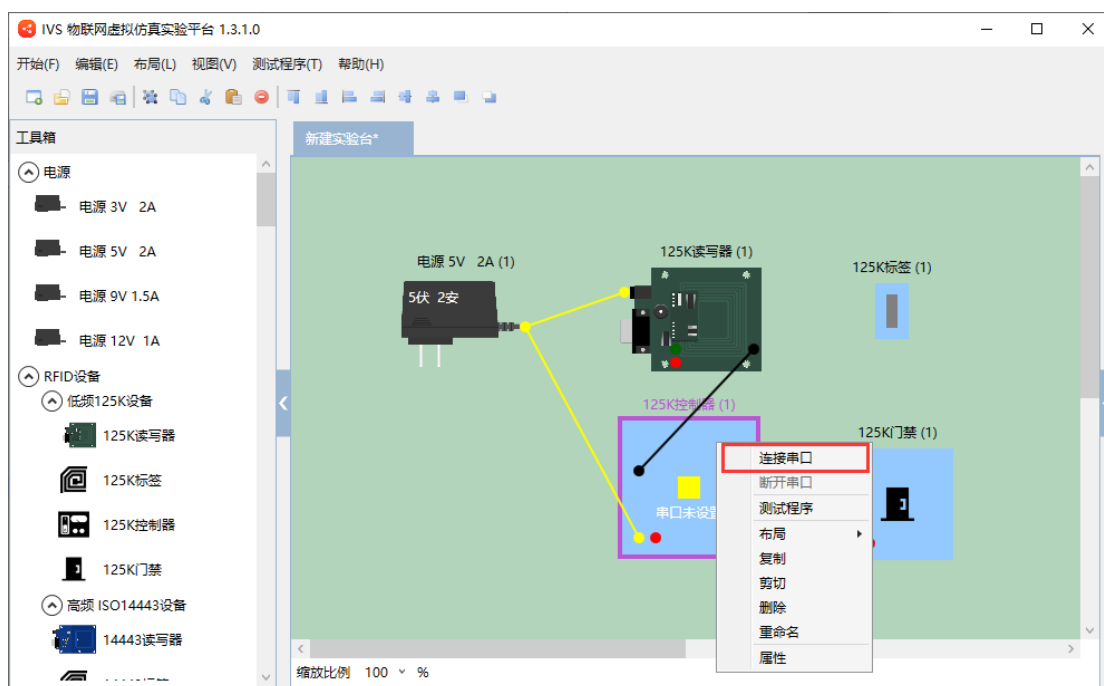 IVS 物联网虚拟仿真实验平台 1.3.1.0
开始(F) 编辑(E) 布局(L) 视图(V) 测试程序(T) 帮助(H)
工具箱
新建实验台*
电源
电源 3V 2A
电源 5V 2A
电源 9V 1.5A
电源 12V 1A
RFID设备
低频125K设备
125K读写器
125K标签
125K控制器
125K门禁
高频 ISO14443设备
14443读写器
电源 5V 2A (1)
5伏 2安
125K读写器 (1)
125K标签 (1)
125K控制器 (1)
串口未设置
125K门禁 (1)
连接串口
断开串口
测试程序
布局
复制
剪切
删除
重命名
属性
缩放比例 100 %